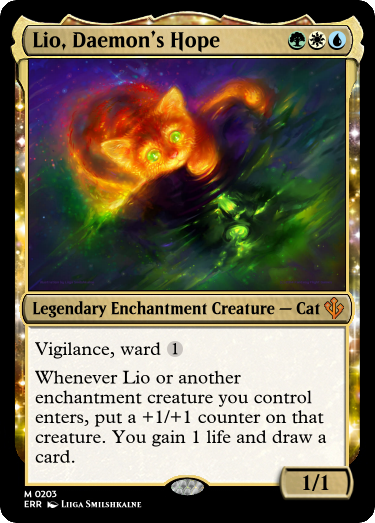 Lio, Daemon's Hope
Legendary Enchantment Creature — Cat
Vigilance, ward 1
Whenever Lio or another
enchantment creature you control
enters, put a +1/+1 counter on that
creature. You gain 1 life and draw a
card.
1/1
M 0203
ERR LIIGA SMILSHKALNE